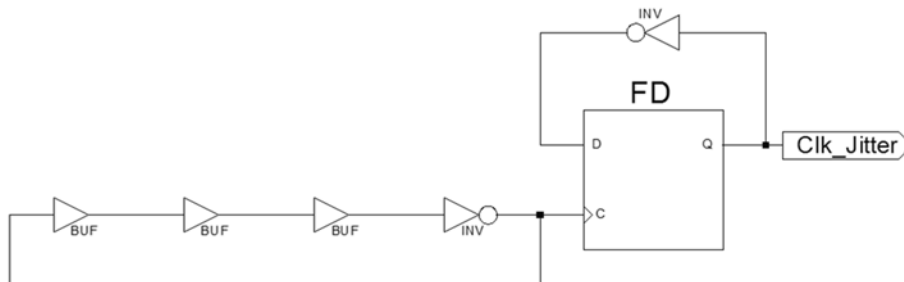 INV
FD
D
Q
Clk_Jitter
C
BUF
BUF
BUF
INV